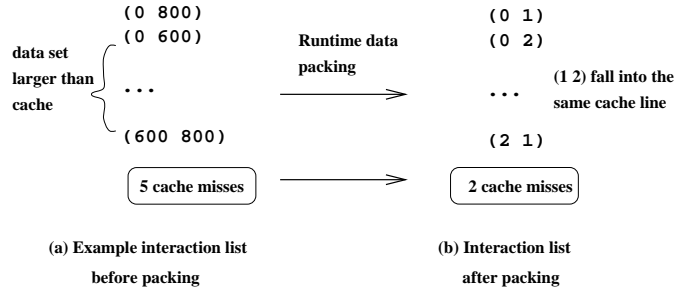 (0 800)
(0 600)
data set
larger than
cache
...
(600 800)
5 cache misses
(a) Example interaction list
before packing
Runtime data
packing
(0 1)
(0 2)
...
(1 2) fall into the
same cache line
(2 1)
2 cache misses
(b) Interaction list
after packing